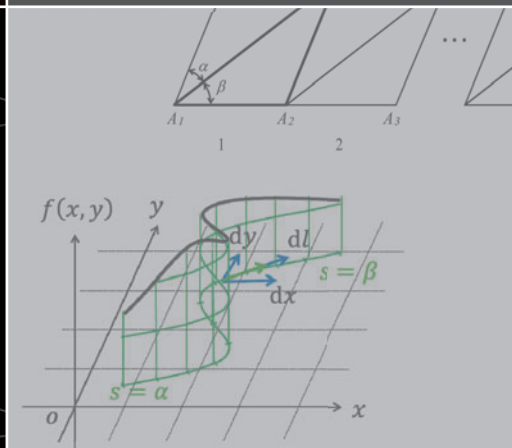 α
β
...
A₁ A₂ A₃
1 2
f(x,y) y
dy dl
s = β
dx
s = α
o x